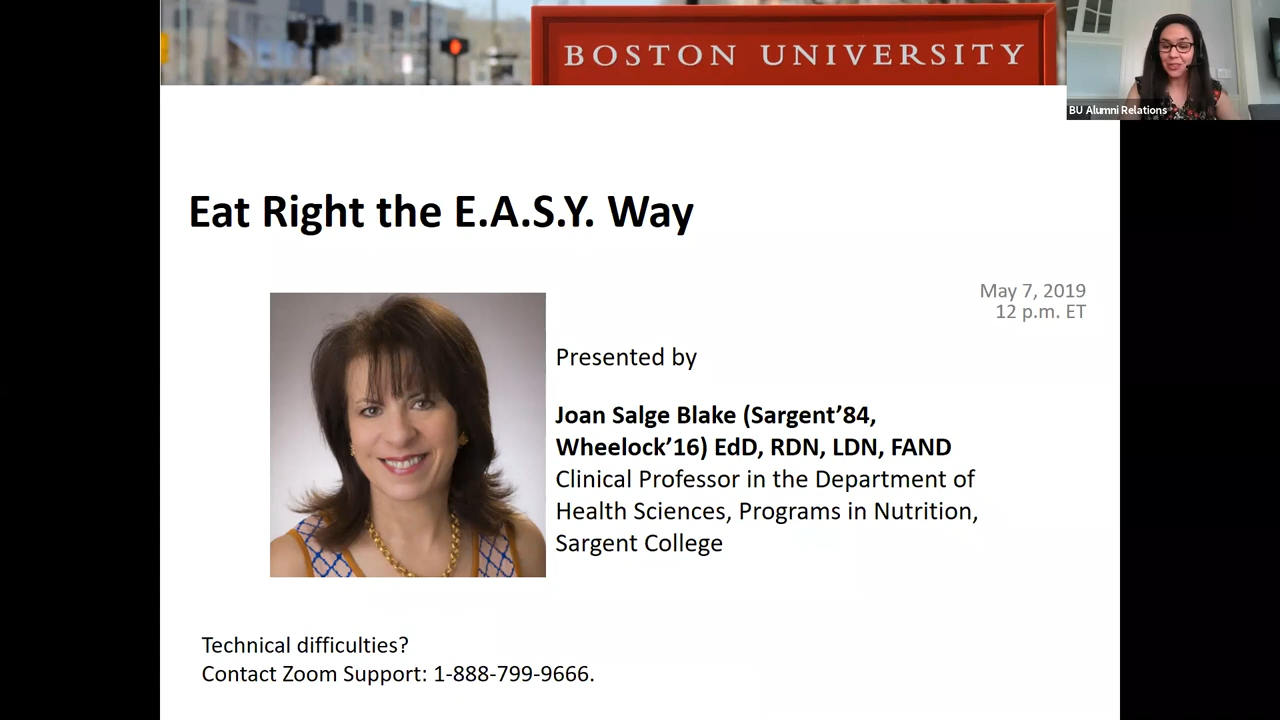 BOSTON UNIVERSITY
BU Alumni Relations
Eat Right the E.A.S.Y. Way
May 7, 2019
12 p.m. ET
Presented by
Joan Salge Blake (Sargent’84,
Wheelock’16) EdD, RDN, LDN, FAND
Clinical Professor in the Department of
Health Sciences, Programs in Nutrition,
Sargent College
Technical difficulties?
Contact Zoom Support: 1-888-799-9666.